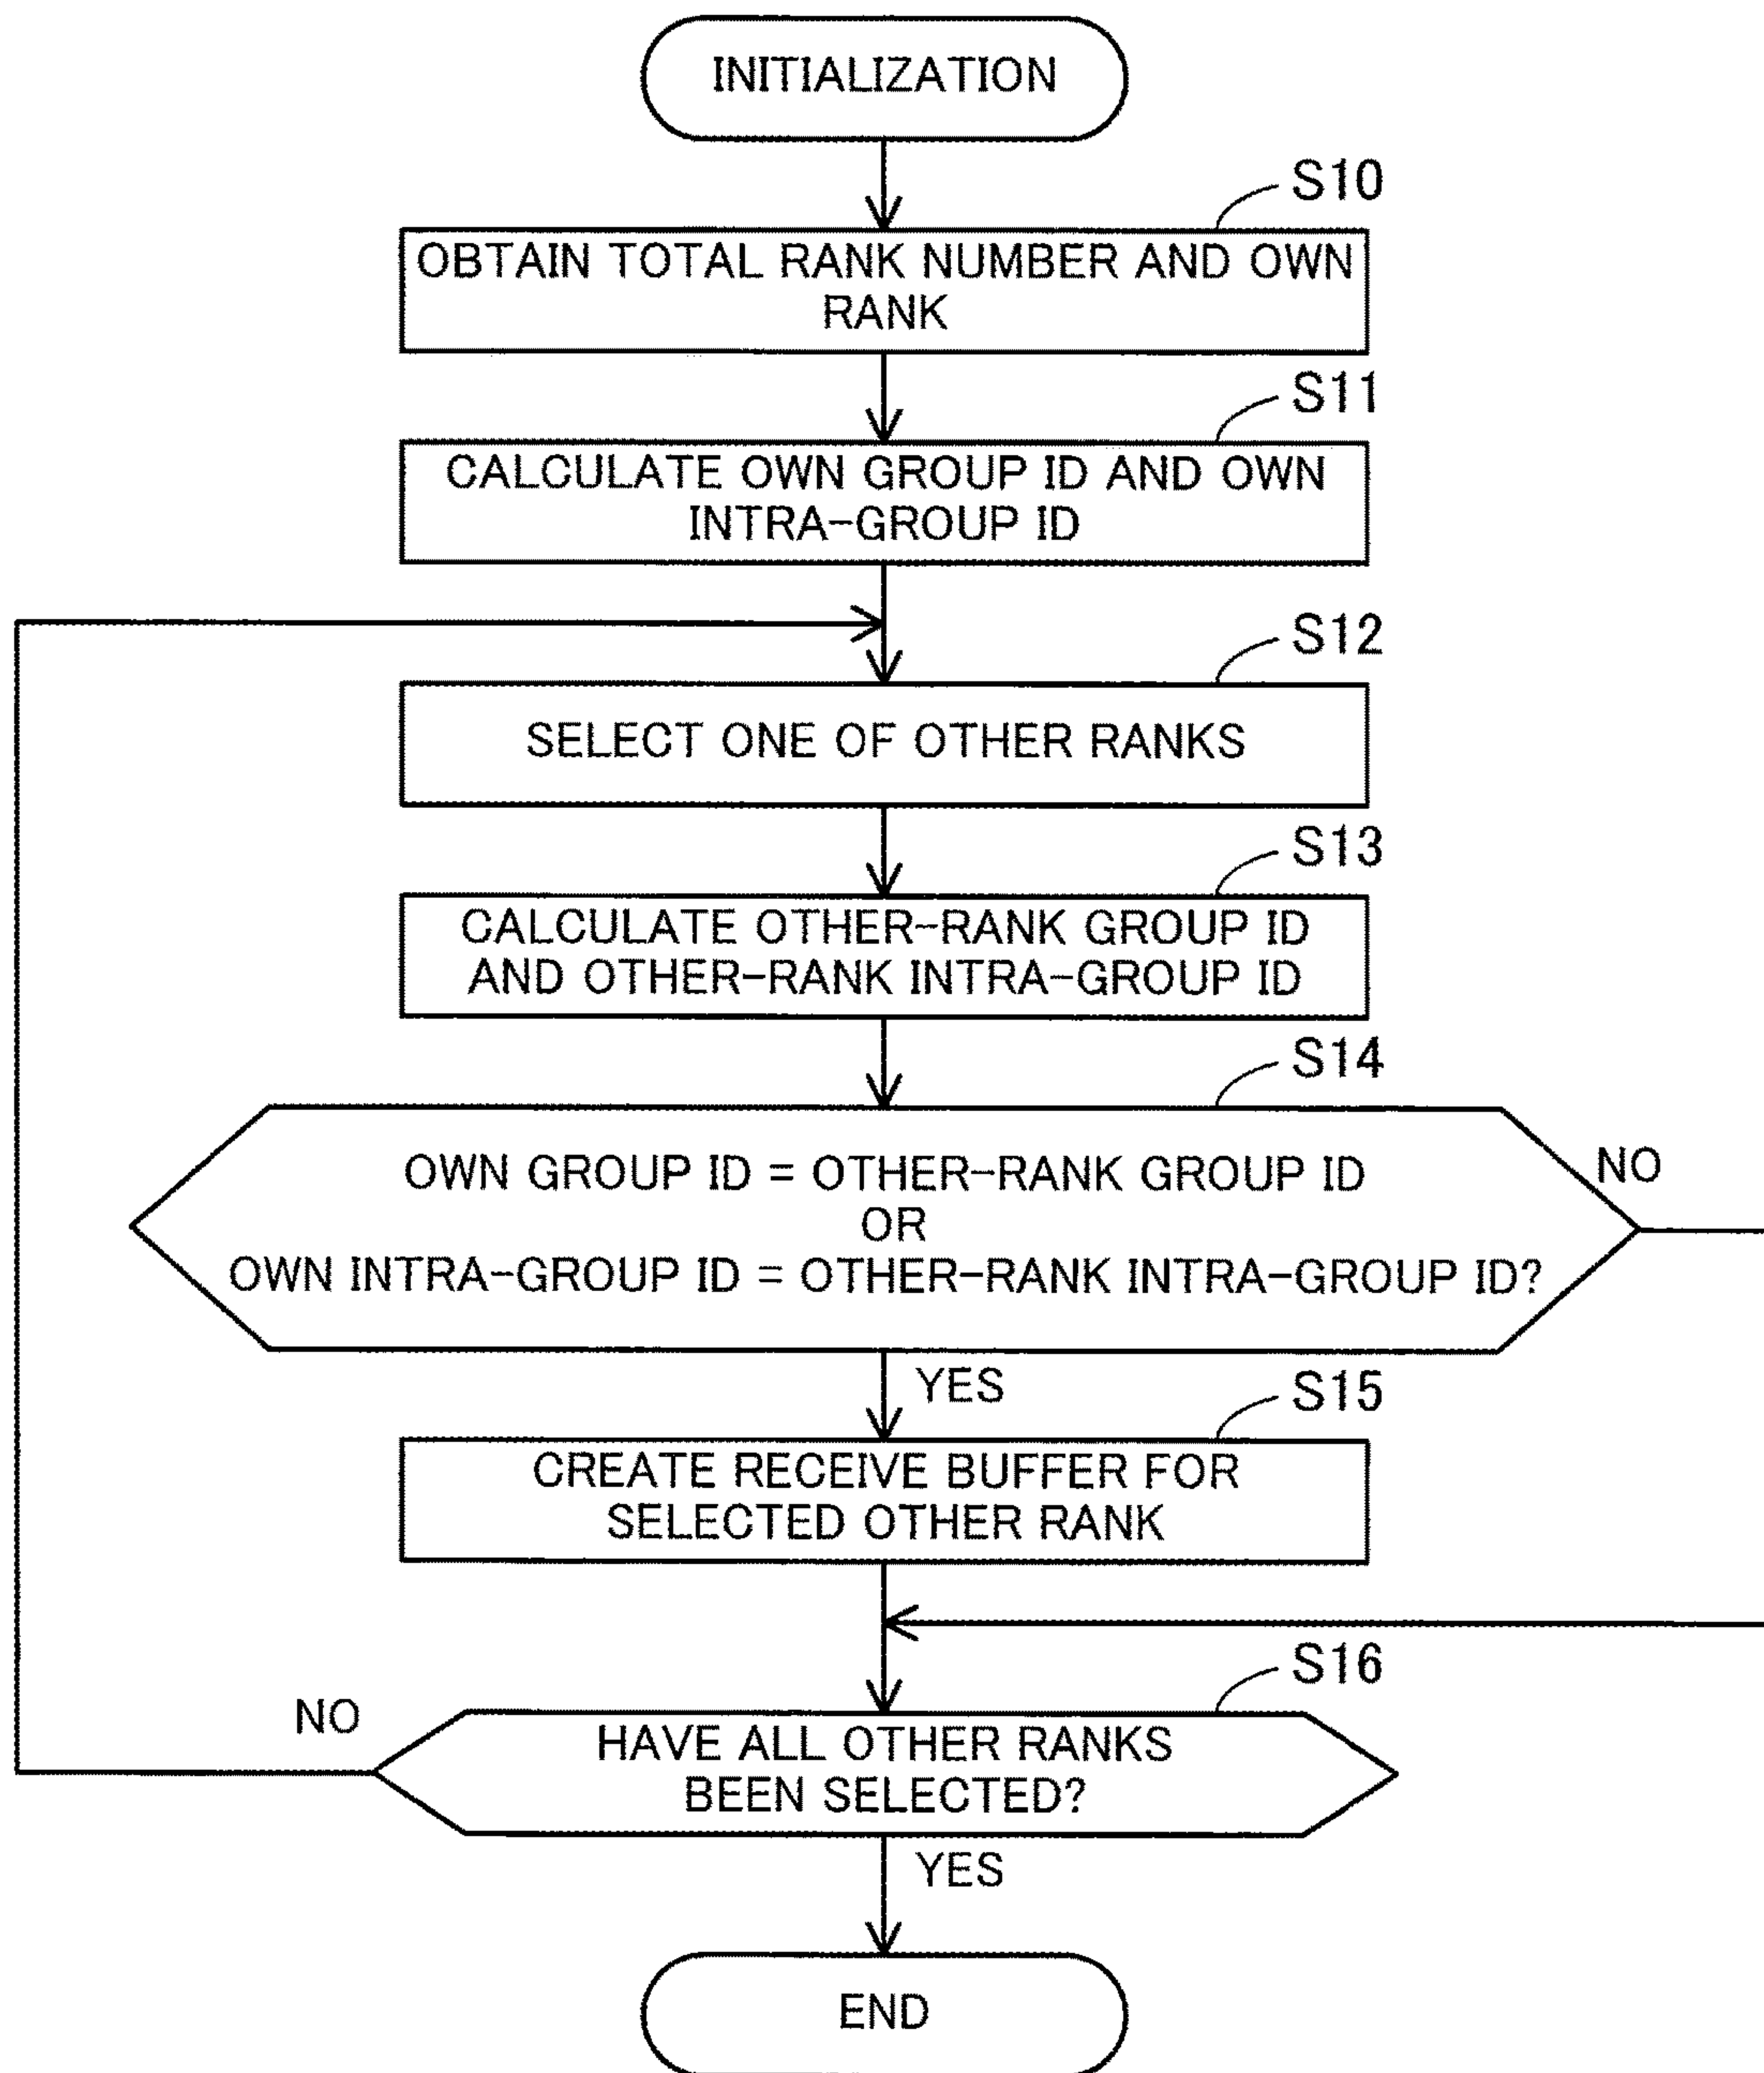 INITIALIZATION
S10
OBTAIN TOTAL RANK NUMBER AND OWN
RANK
S11
CALCULATE OWN GROUP ID AND OWN
INTRA-GROUP ID
S12
SELECT ONE OF OTHER RANKS
S13
CALCULATE OTHER-RANK GROUP ID
AND OTHER-RANK INTRA-GROUP ID
S14
OWN GROUP ID = OTHER-RANK GROUP ID
OR
OWN INTRA-GROUP ID = OTHER-RANK INTRA-GROUP ID?
NO
YES
S15
CREATE RECEIVE BUFFER FOR
SELECTED OTHER RANK
S16
NO
HAVE ALL OTHER RANKS
BEEN SELECTED?
YES
END